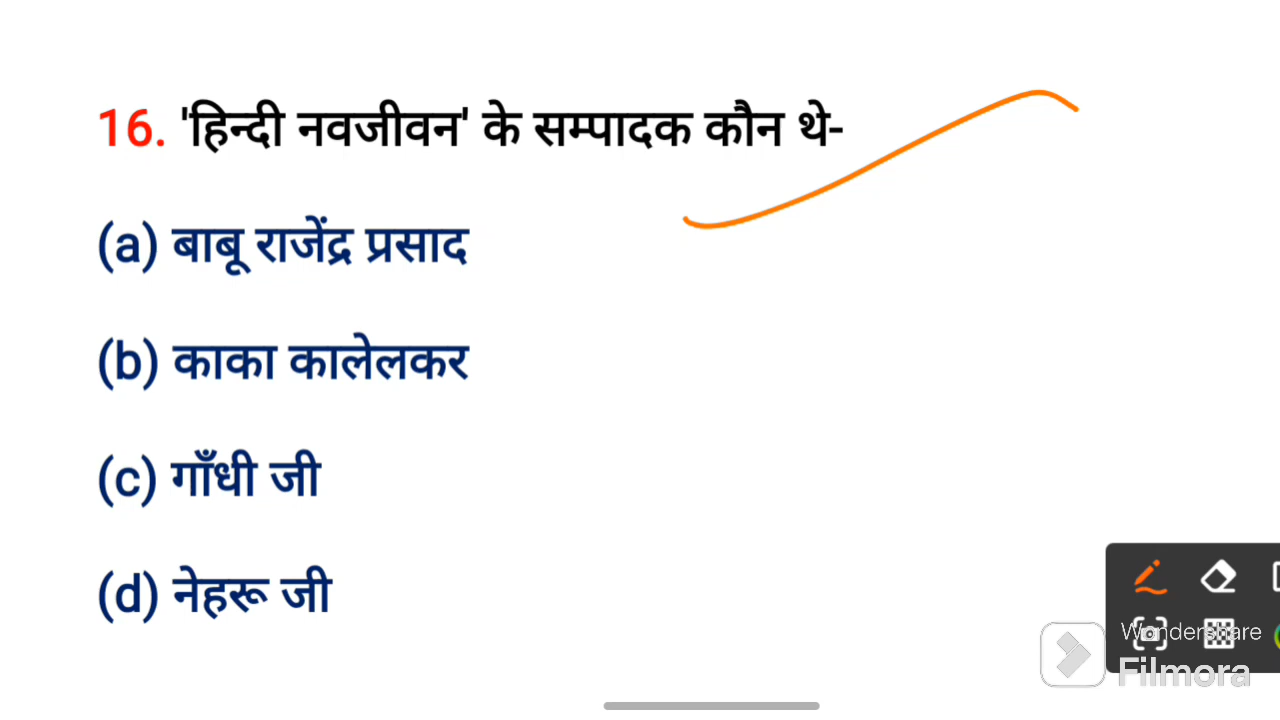 16. 'हिन्दी नवजीवन' के सम्पादक कौन थे-
(a) बाबू राजेंद्र प्रसाद
(b) काका कालेलकर
(c) गाँधी जी
(d) नेहरू जी
Wondershare
Filmora